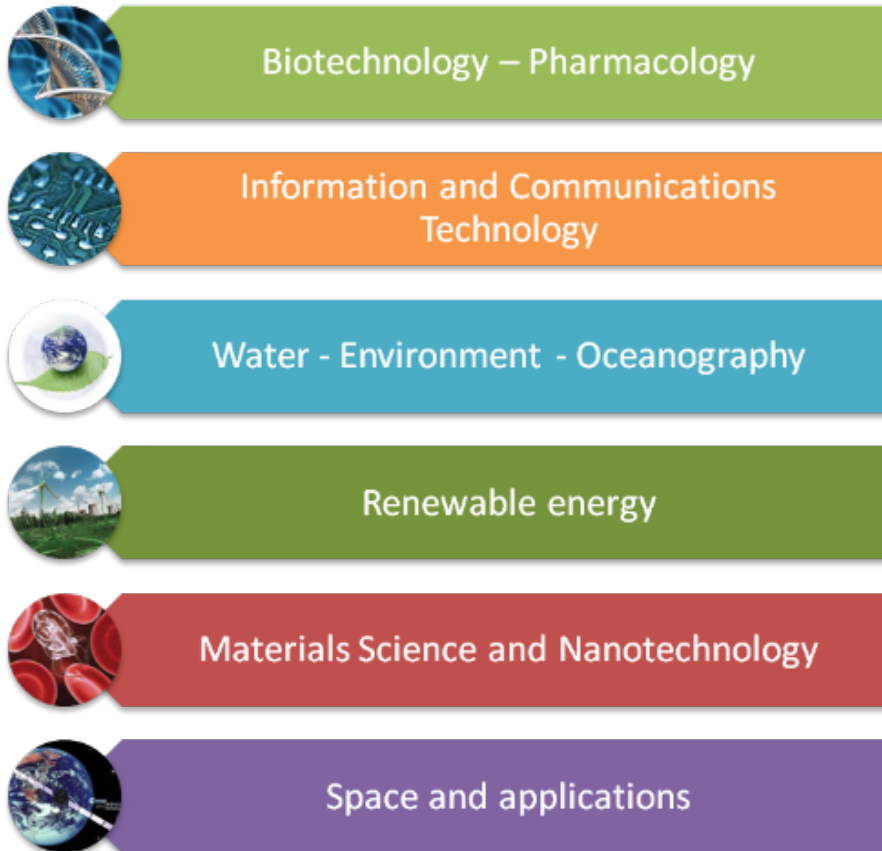 Biotechnology – Pharmacology
Information and Communications
Technology
Water - Environment - Oceanography
Renewable energy
Materials Science and Nanotechnology
Space and applications